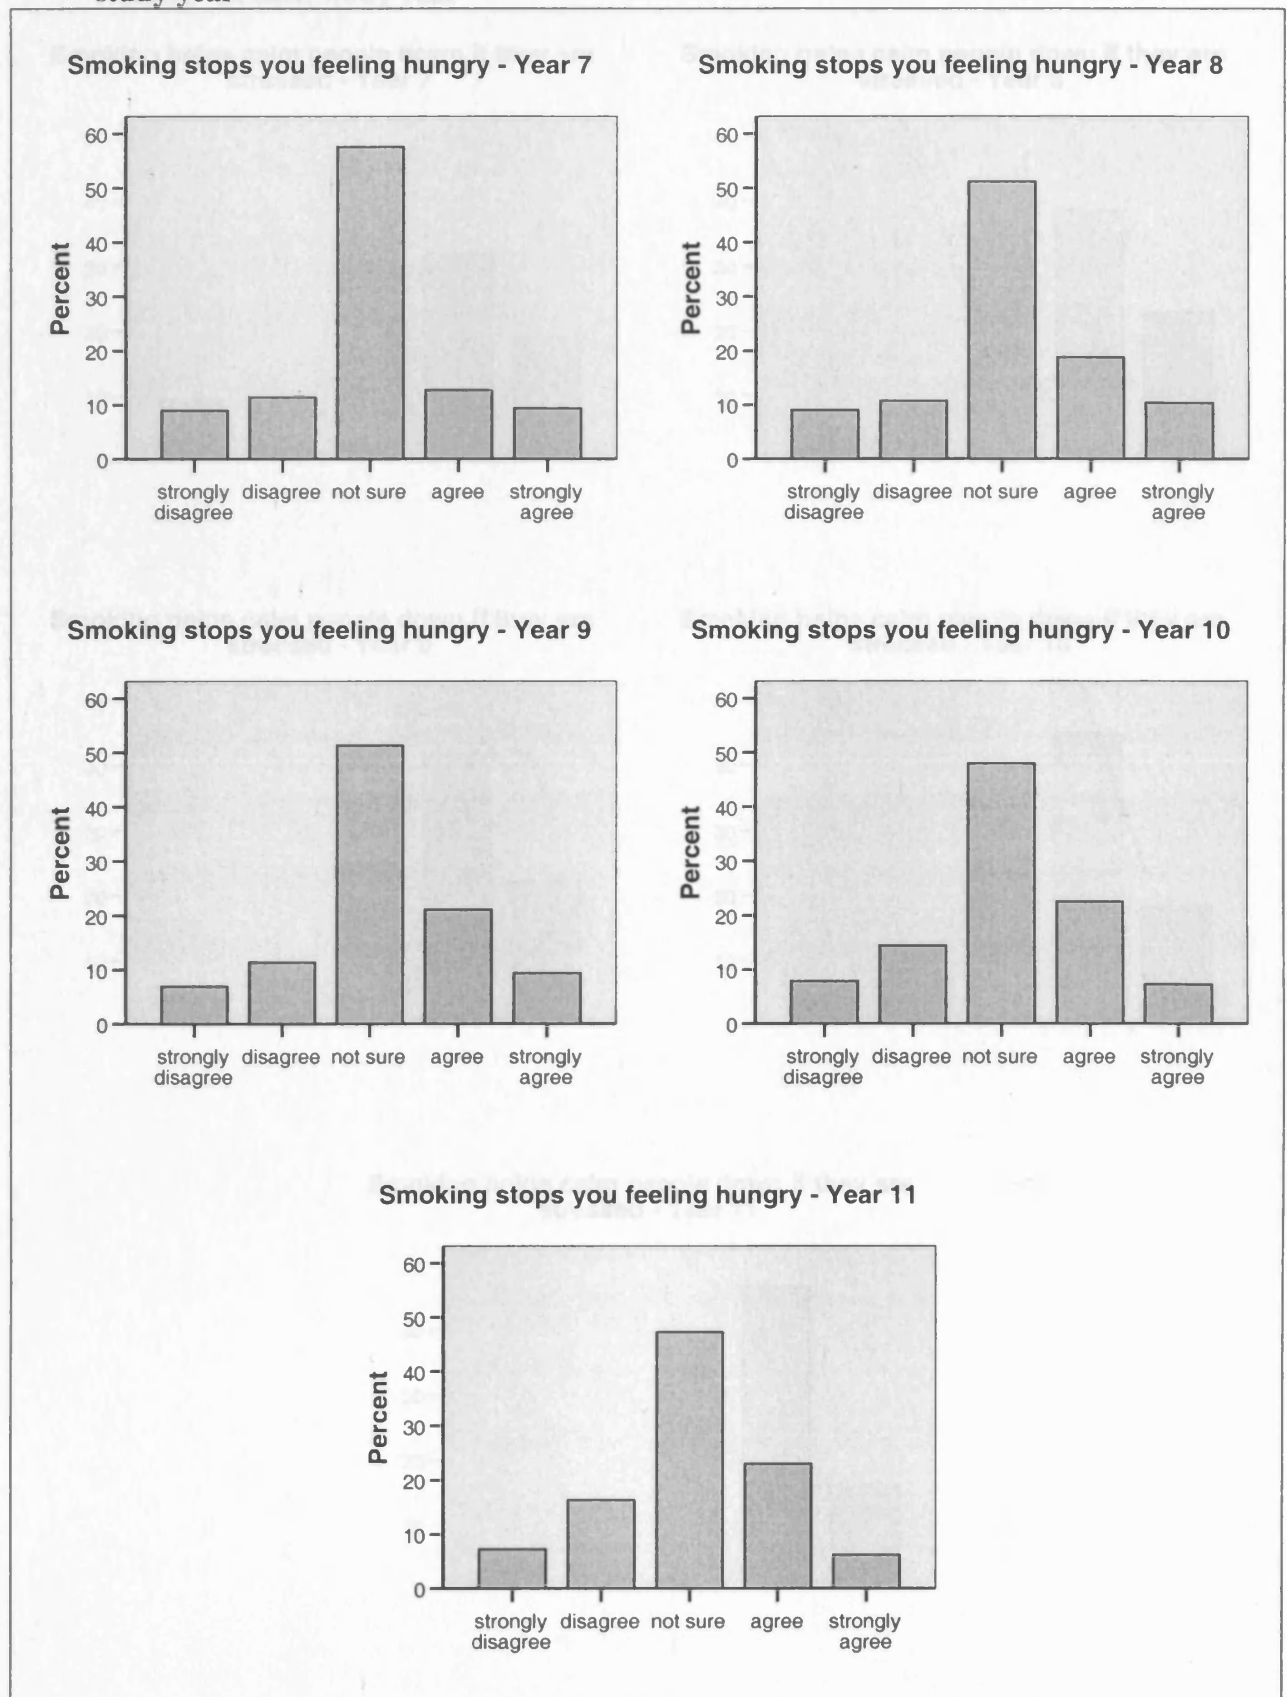 study year
Smoking stops you feeling hungry - Year 7
60
50
40
30
20
10
0
Percent
strongly disagree not sure agree strongly
disagree agree
Smoking stops you feeling hungry - Year 8
60
50
40
30
20
10
0
Percent
strongly disagree not sure agree strongly
disagree agree
Smoking stops you feeling hungry - Year 9
60
50
40
30
20
10
0
Percent
strongly disagree not sure agree strongly
disagree agree
Smoking stops you feeling hungry - Year 10
60
50
40
30
20
10
0
Percent
strongly disagree not sure agree strongly
disagree agree
Smoking stops you feeling hungry - Year 11
60
50
40
30
20
10
0
Percent
strongly disagree not sure agree strongly
disagree agree